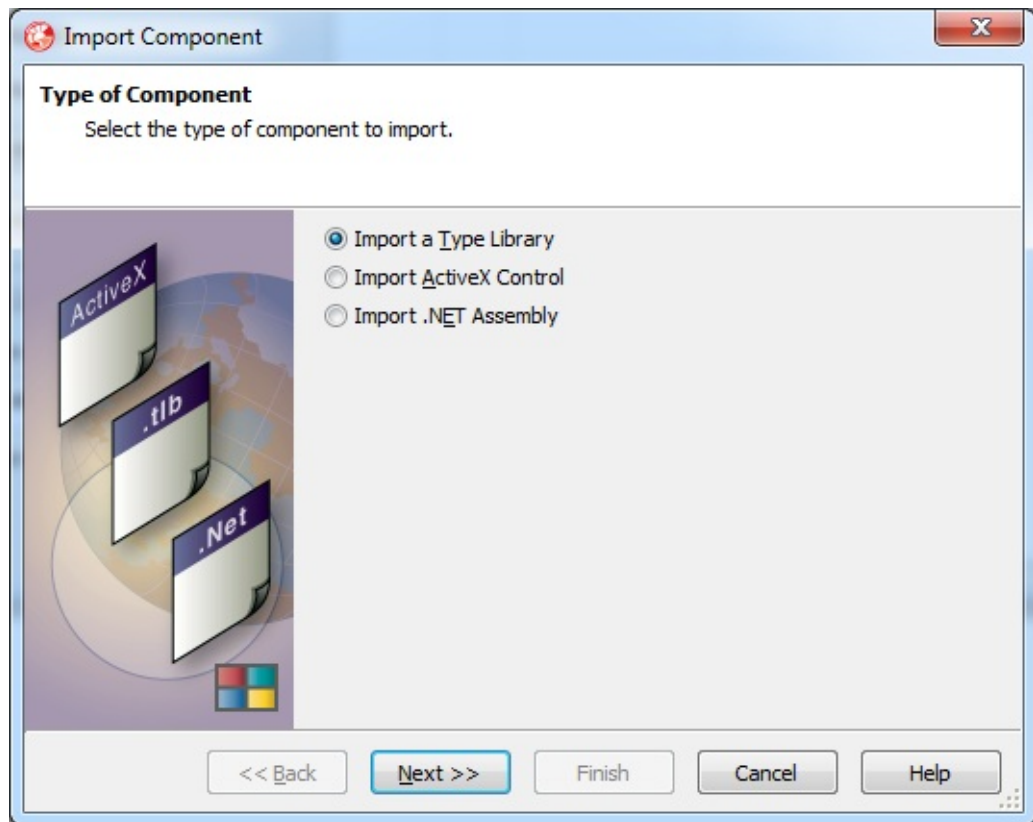 Import Component
Type of Component
Select the type of component to import.
Import a Type Library
Import ActiveX Control
Import .NET Assembly
ActiveX
.tlb
.Net
<< Back
Next >>
Finish
Cancel
Help